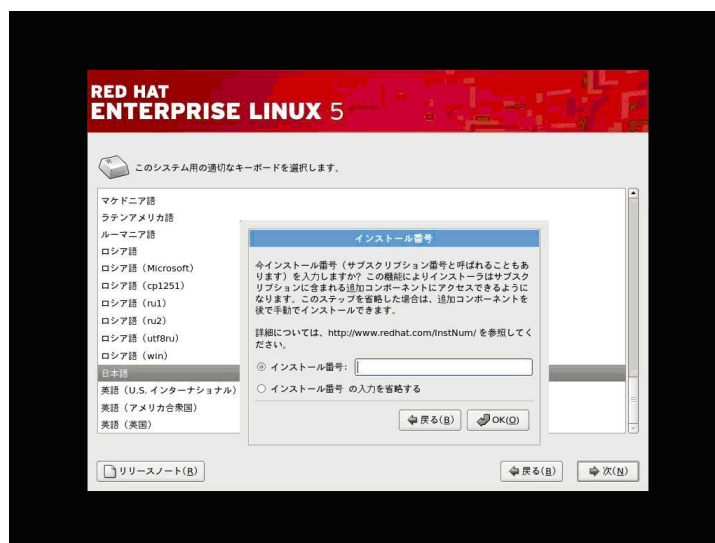 RED HAT
ENTERPRISE LINUX 5
このシステム用の適切なキーボードを選択します。
マケドニア語
ラテンアメリカ語
ルーマニア語
ロシア語
ロシア語 (Microsoft)
ロシア語 (cp1251)
ロシア語 (ru1)
ロシア語 (ru2)
ロシア語 (utf8ru)
ロシア語 (win)
日本語
英語 (U.S. インターナショナル)
英語 (アメリカ合衆国)
英語 (英国)
インストール番号
今インストール番号 (サブスクリプション番号と呼ばれることもあ
ります) を入力しますか? この機能によりインストーラはサブスク
リプションに含まれる追加コンポーネントにアクセスできるように
なります。このステップを省略した場合は、追加コンポーネントを
後で手動でインストールできます。
詳細については、http://www.redhat.com/InstNum/ を参照してく
ださい。
インストール番号:
インストール番号 の入力を省略する
戻る(B)
OK(O)
リリースノート(R)
戻る(B)
次(N)